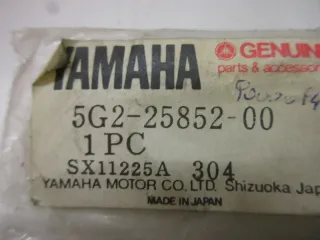 YAMAHA GENUIN
parts & accessor
5G2-25852-00
1 PC
SX11225A 304
YAMAHA MOTOR CO., LTD. Shizuoka Jap
MADE IN JAPAN